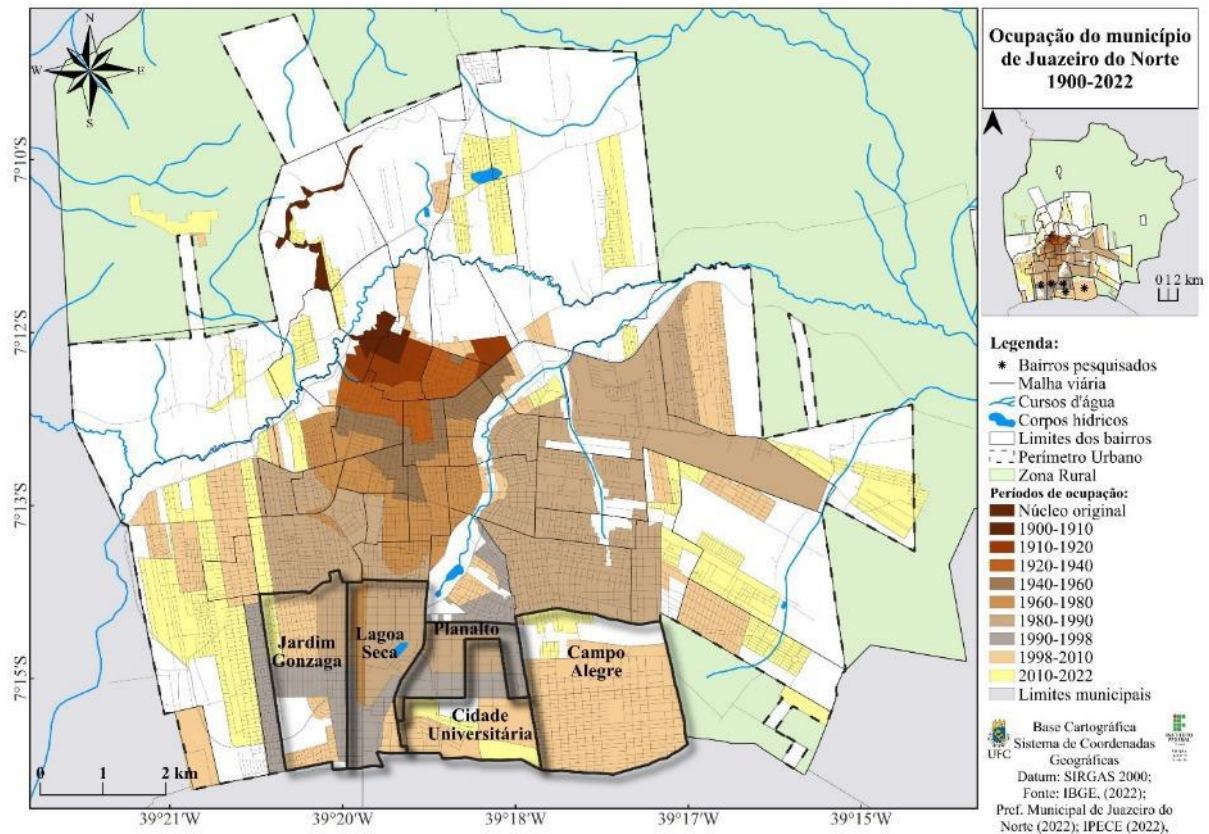 N
W
E
S
7°10'S
7°12'S
7°13'S
7°15'S
Jardim
Gonzaga
Lagoa
Seca
Planalto
Campo
Alegre
Cidade
Universitária
0 1 2 km
39°21'W
39°20'W
39°18'W
39°17'W
39°15'W
Ocupação do município
de Juazeiro do Norte
1900-2022
0 12 km
Legenda:
Bairros pesquisados
Malha viária
Cursos d'água
Corpos hídricos
Limites dos bairros
Perímetro Urbano
Zona Rural
Períodos de ocupação:
Núcleo original
1900-1910
1910-1920
1920-1940
1940-1960
1960-1980
1980-1990
1990-1998
1998-2010
2010-2022
Limites municipais
UFC
INSTITUTO
FEDERAL
Base Cartográfica
Sistema de Coordenadas
Geográficas
Datum: SIRGAS 2000;
Fonte: IBGE, (2022);
Pref. Municipal de Juazeiro do
Norte (2022); IPECE (2022),